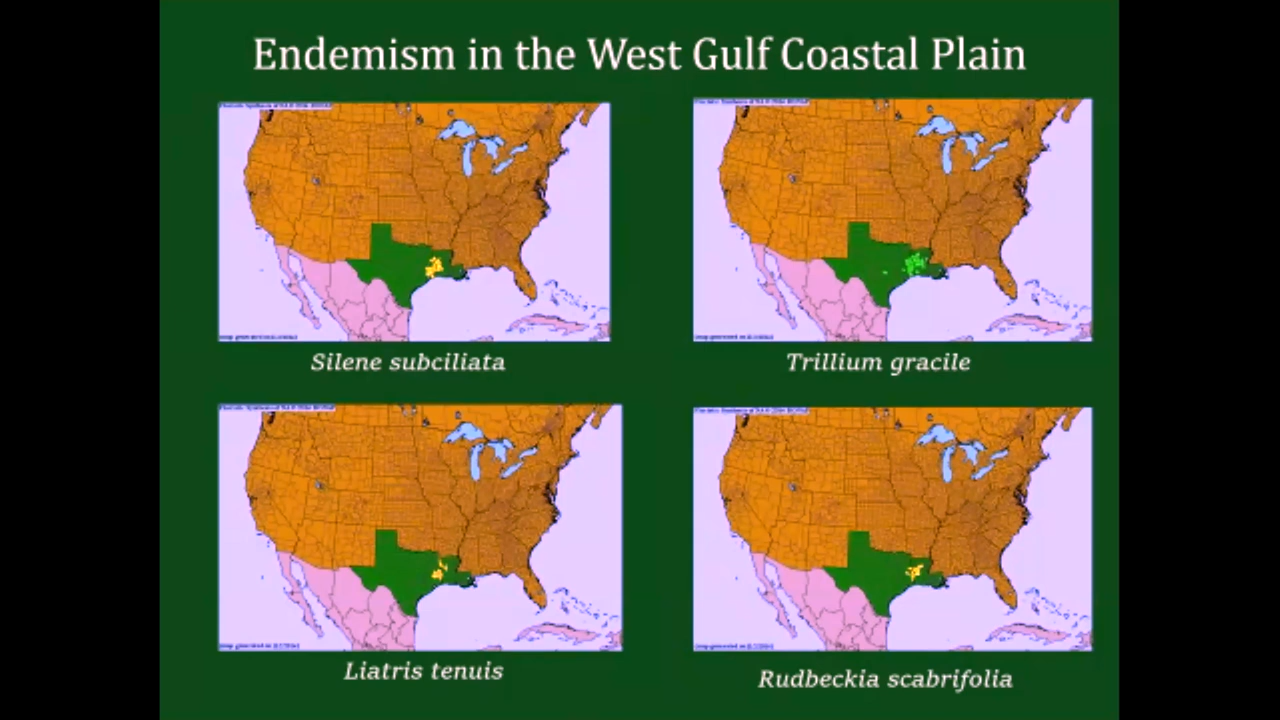 Endemism in the West Gulf Coastal Plain
Silene subciliata
Trillium gracile
Liatris tenuis
Rudbeckia scabrifolia